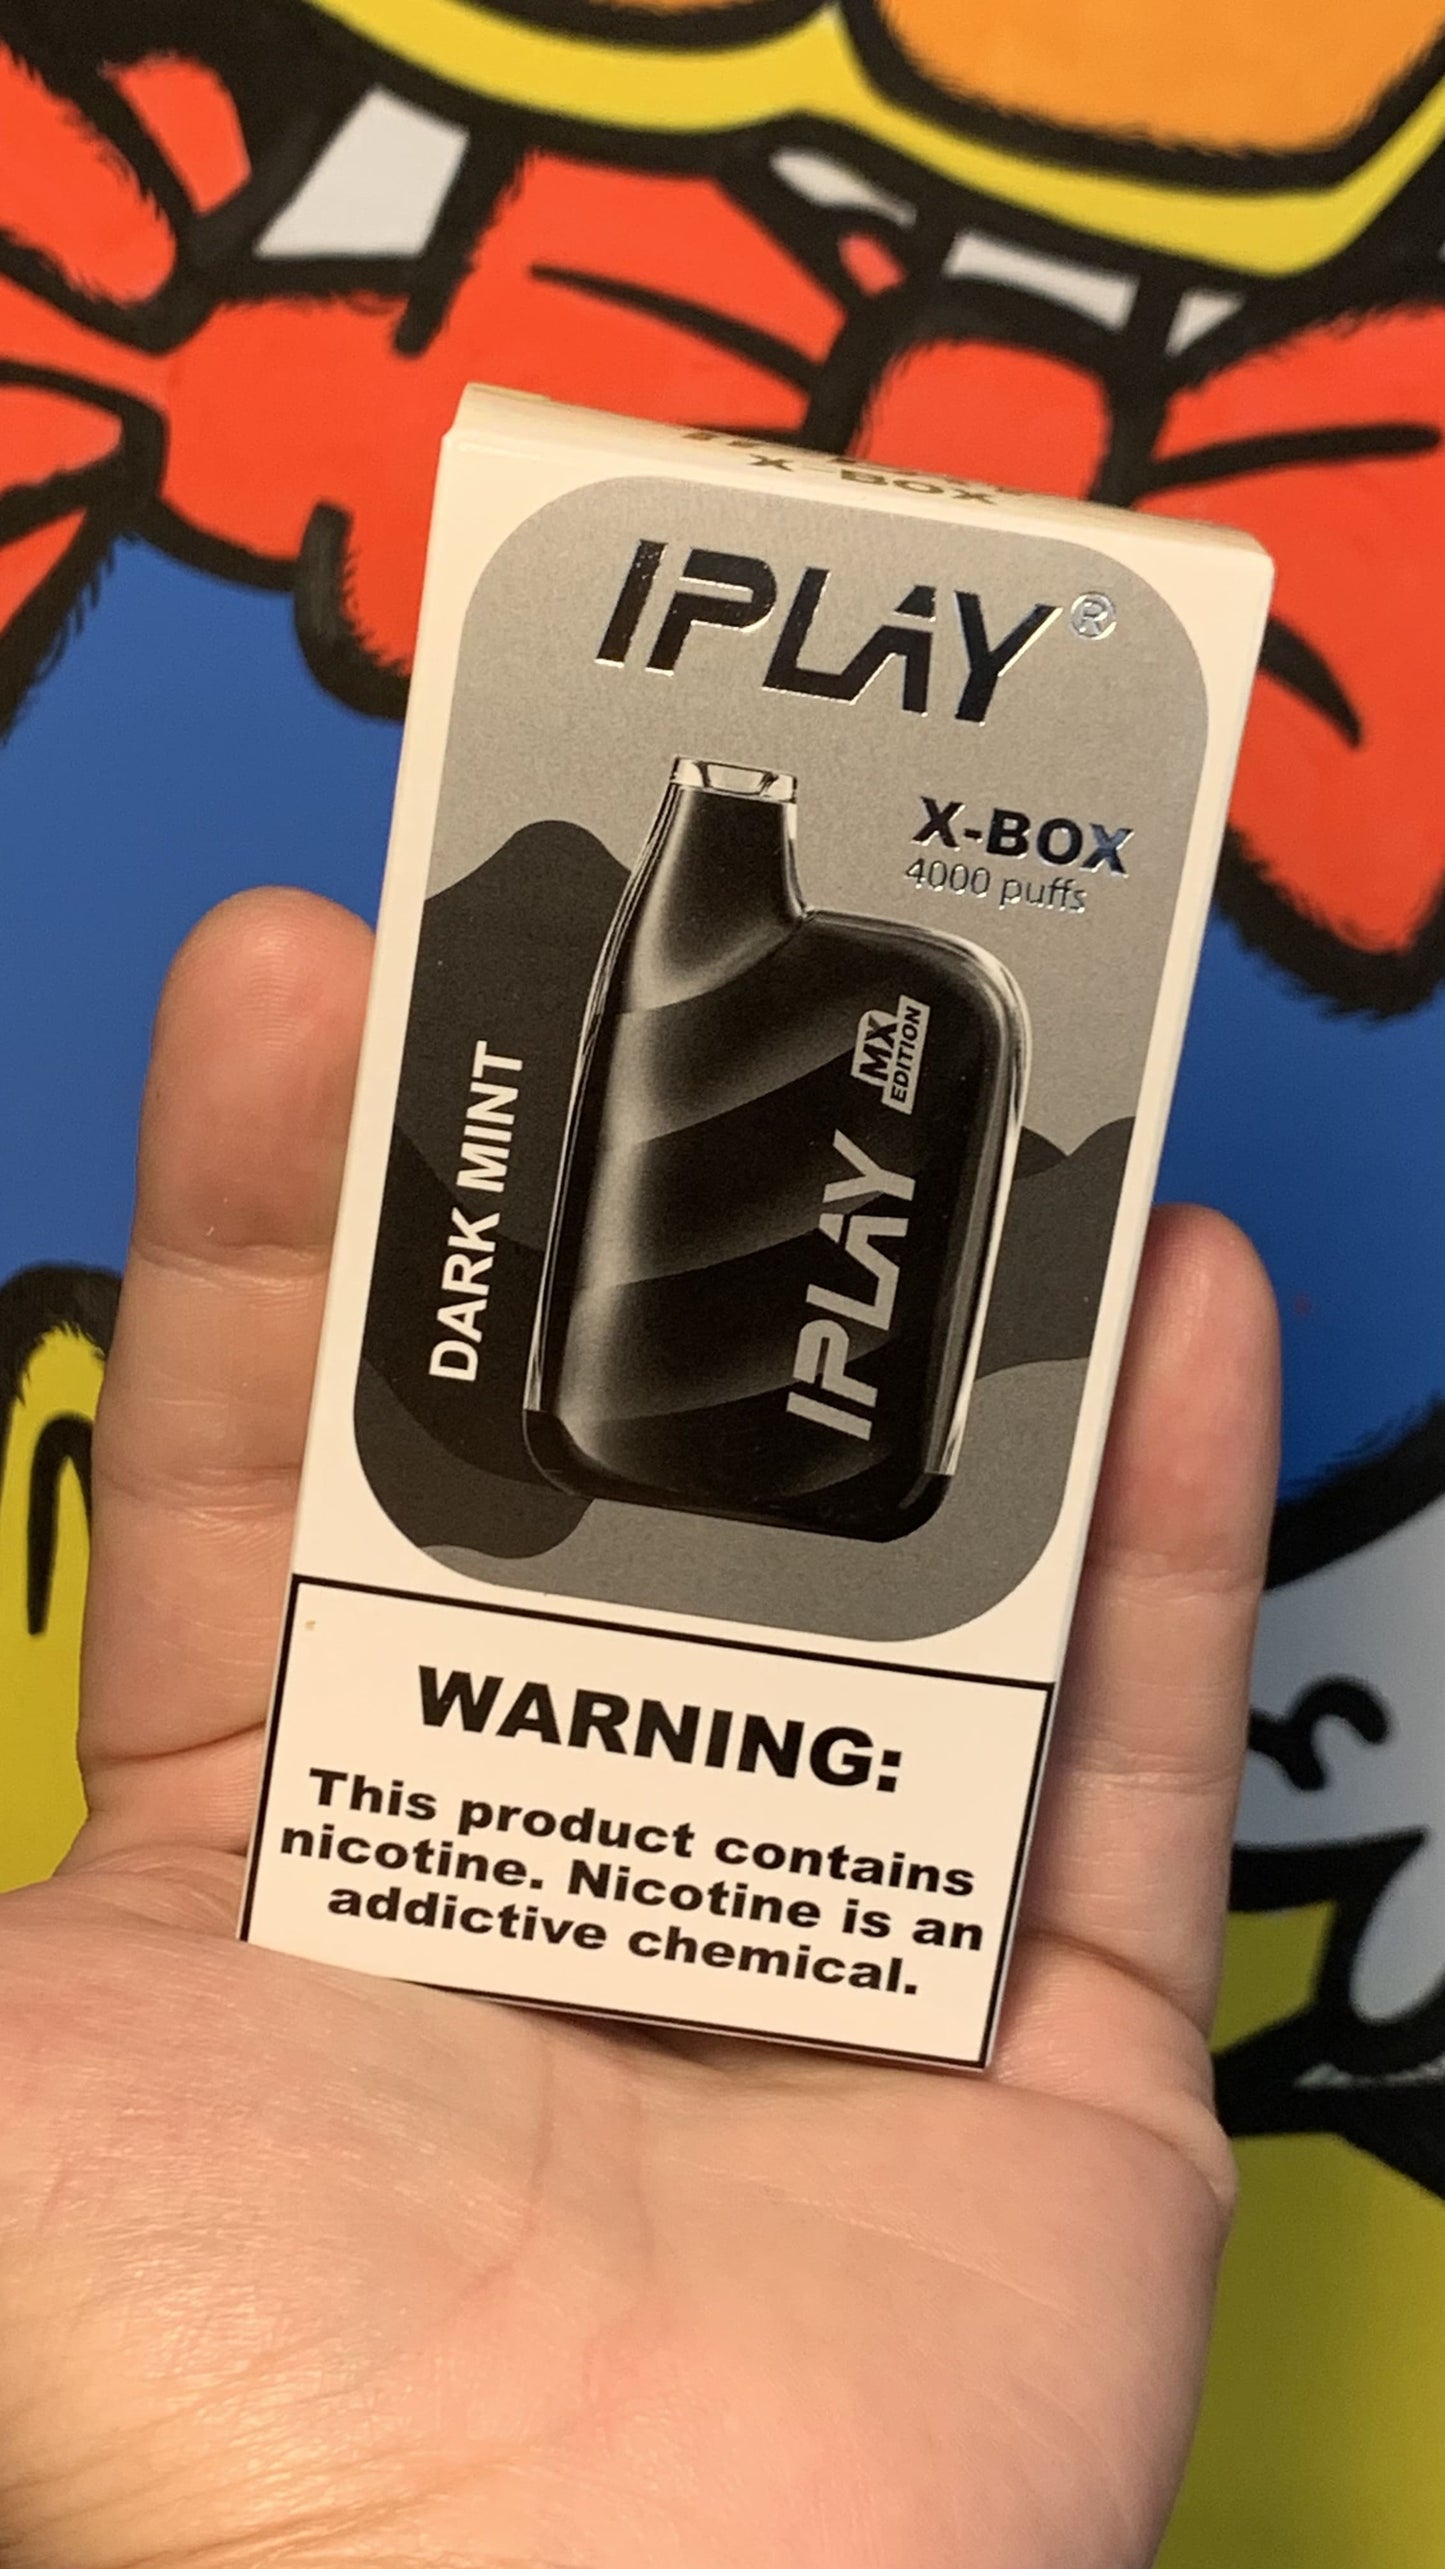 X-BOX
IPLAY®
X-BOX
4000 puffs
MX
EDITION
IPLAY
DARK MINT
WARNING:
This product contains
nicotine. Nicotine is an
addictive chemical.